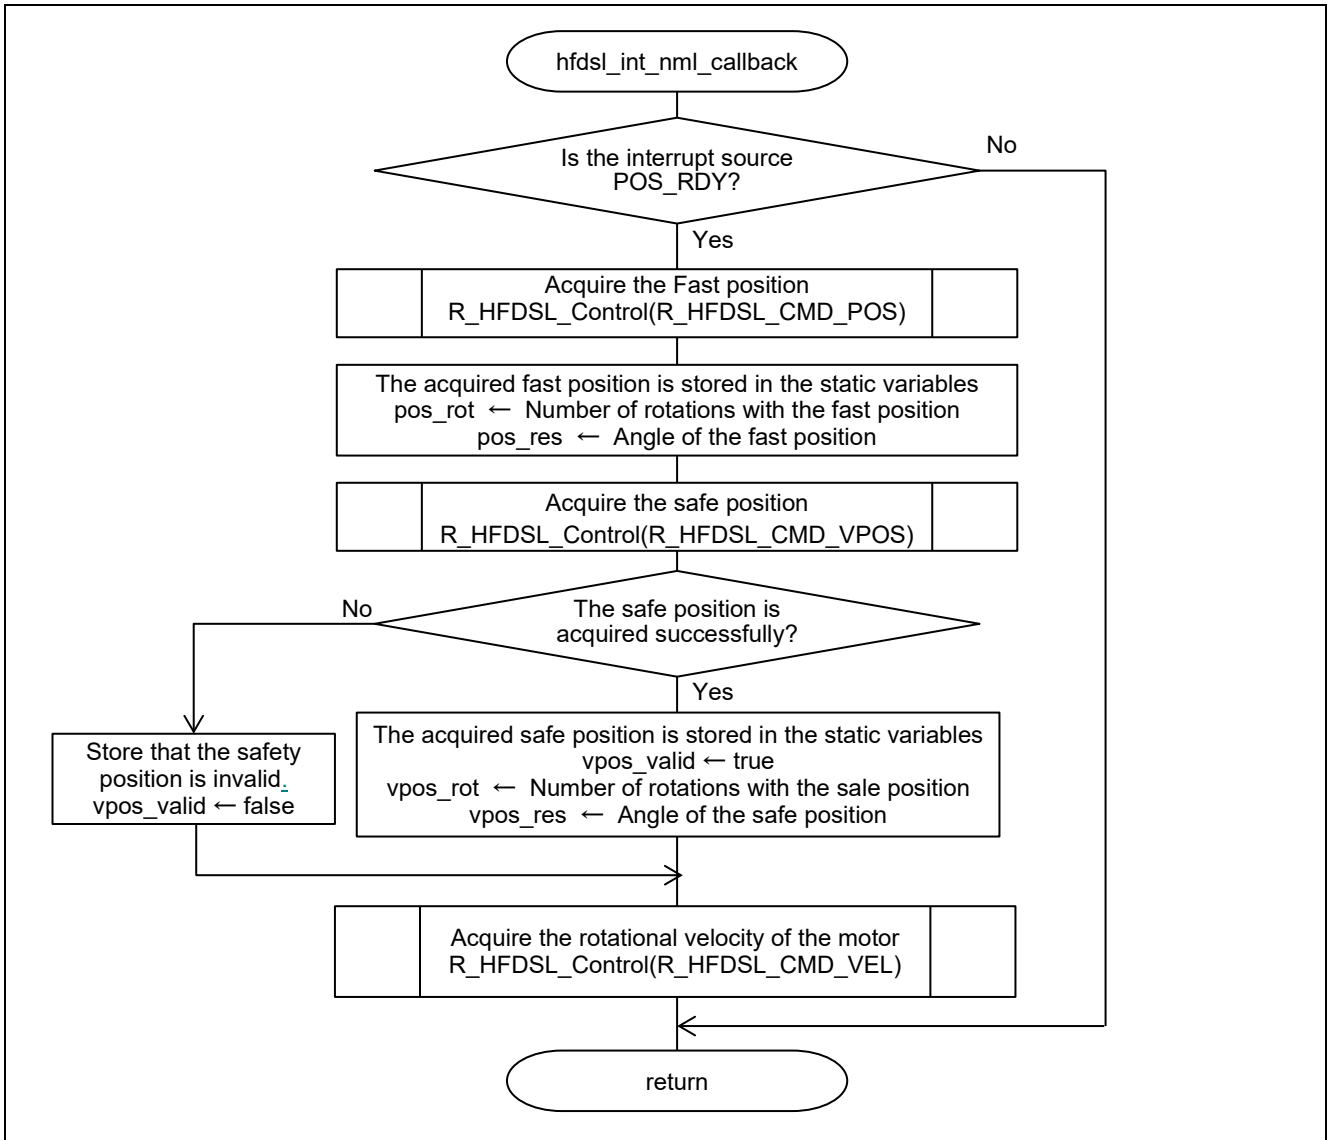 hfdsl_int_nml_callback
Is the interrupt source
POS_RDY?
No
Yes
Acquire the Fast position
R_HFDSL_Control(R_HFDSL_CMD_POS)
The acquired fast position is stored in the static variables
pos_rot ← Number of rotations with the fast position
pos_res ← Angle of the fast position
Acquire the safe position
R_HFDSL_Control(R_HFDSL_CMD_VPOS)
The safe position is
acquired successfully?
No
Yes
Store that the safety
position is invalid.
vpos_valid ← false
The acquired safe position is stored in the static variables
vpos_valid ← true
vpos_rot ← Number of rotations with the sale position
vpos_res ← Angle of the safe position
Acquire the rotational velocity of the motor
R_HFDSL_Control(R_HFDSL_CMD_VEL)
return